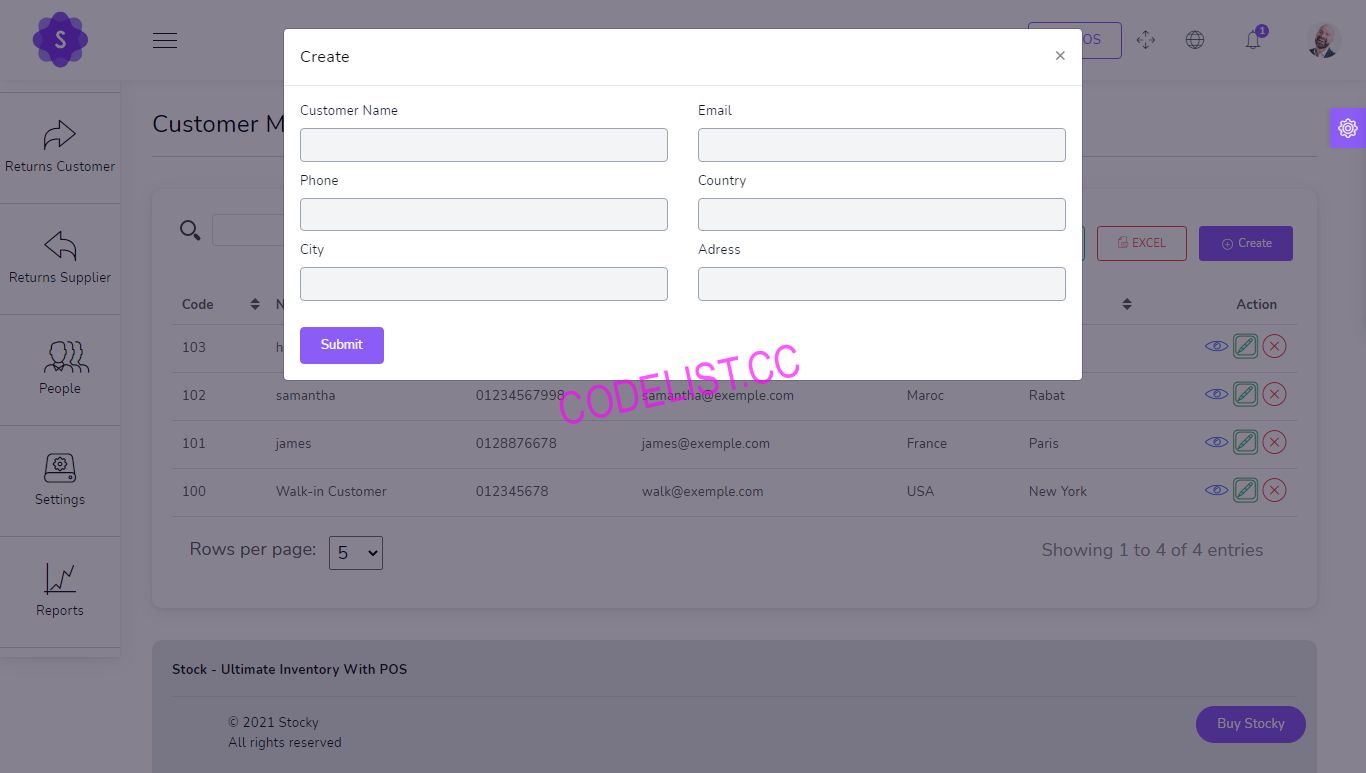 S
Create
×
OS
1
Customer Name
Email
Customer M
Phone
Country
Returns Customer
City
Adress
EXCEL
Create
Returns Supplier
Code
N
Action
Submit
103
h
People
CODELIST.CC
102 samantha 01234567998 samantha@exemple.com Maroc Rabat
101 james 0128876678 james@exemple.com France Paris
100 Walk-in Customer 012345678 walk@exemple.com USA New York
Settings
Rows per page: 5
Showing 1 to 4 of 4 entries
Reports
Stock - Ultimate Inventory With POS
© 2021 Stocky
All rights reserved
Buy Stocky